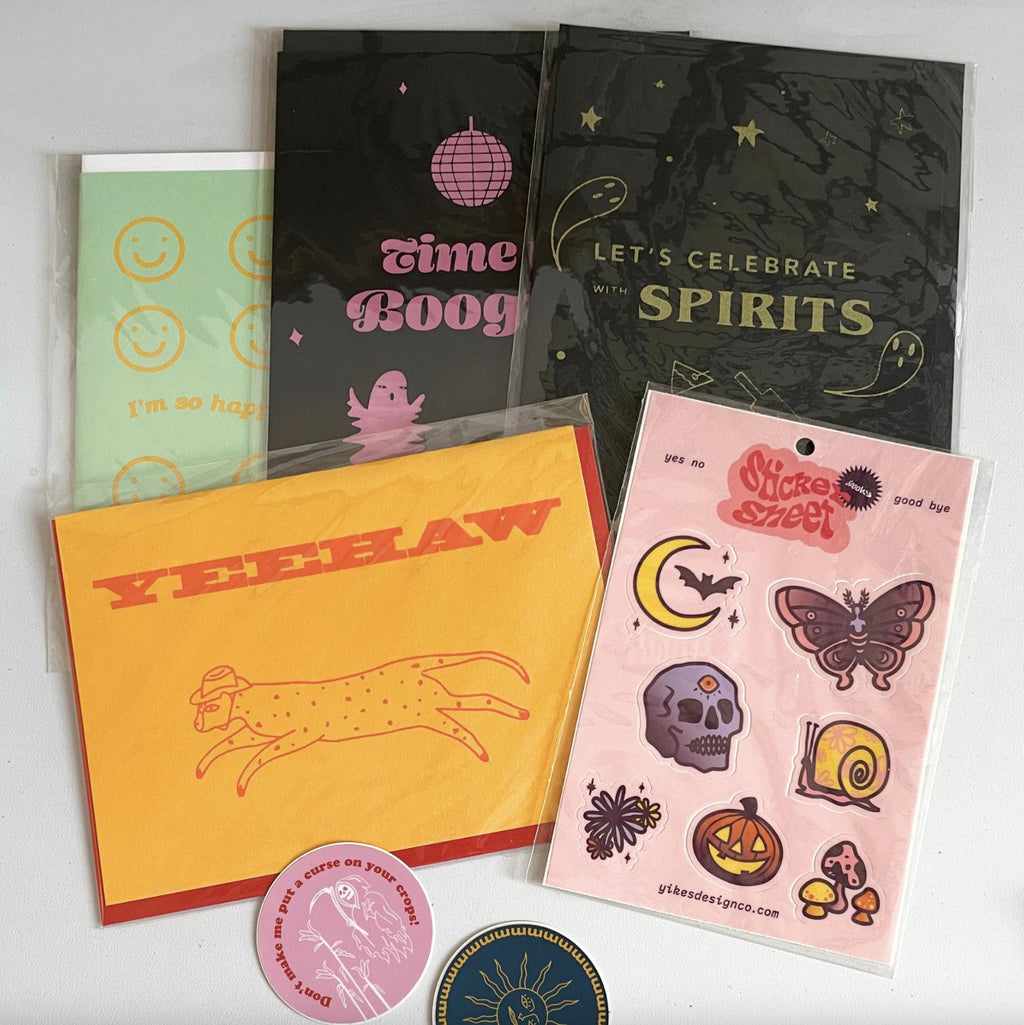 I'm so happ
Time
Boog
LET'S CELEBRATE
WITH SPIRITS
YEEHAW
yes no
Sticker
sheet
spooky
good bye
yikesdesignco.com
Don't make me put a curse on your crops!